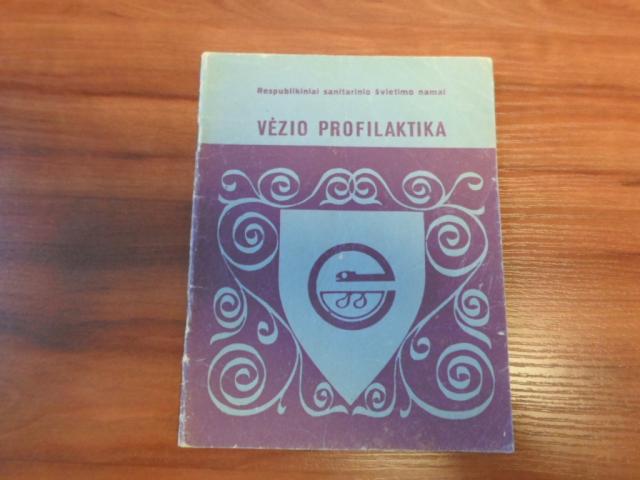 Respublikiniai sanitarinio švietimo namai
VĖZIO PROFILAKTIKA